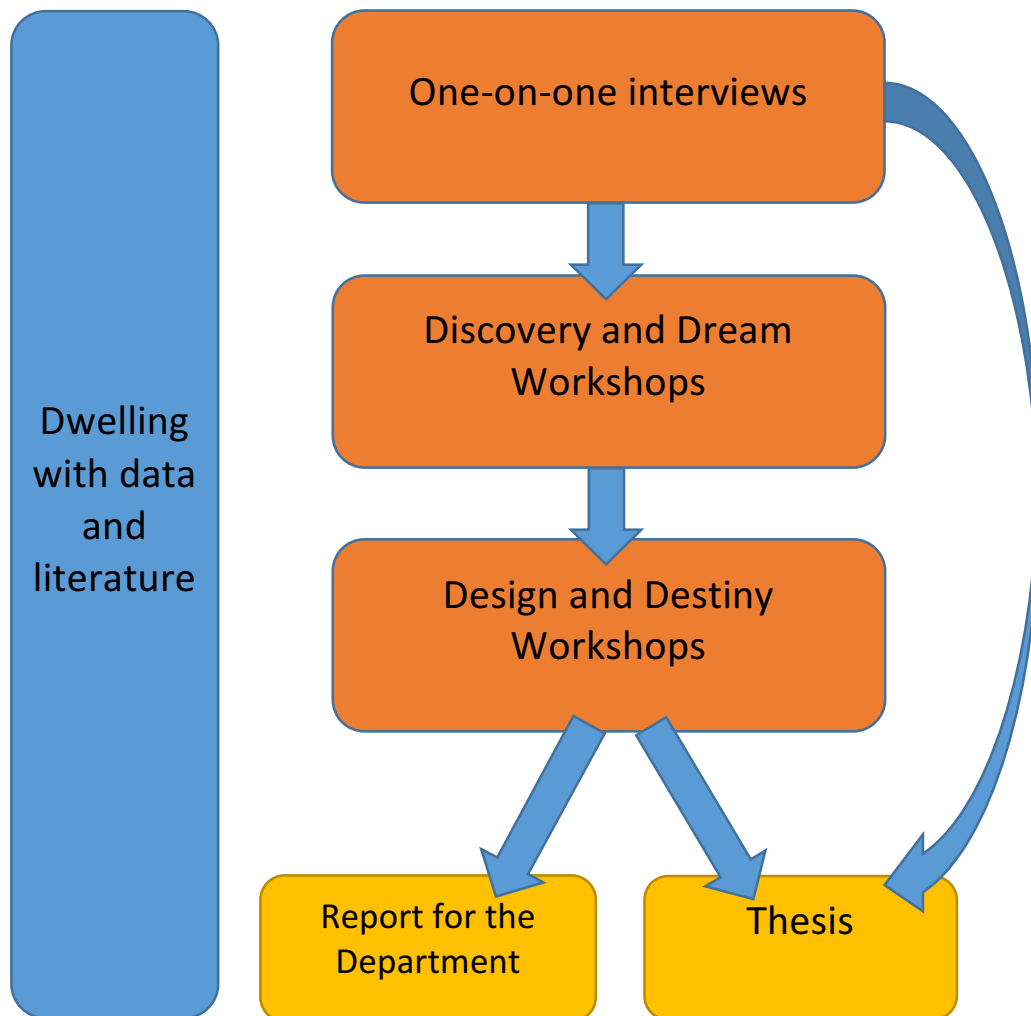 Dwelling
with data
and
literature
One-on-one interviews
Discovery and Dream
Workshops
Design and Destiny
Workshops
Report for the
Department
Thesis